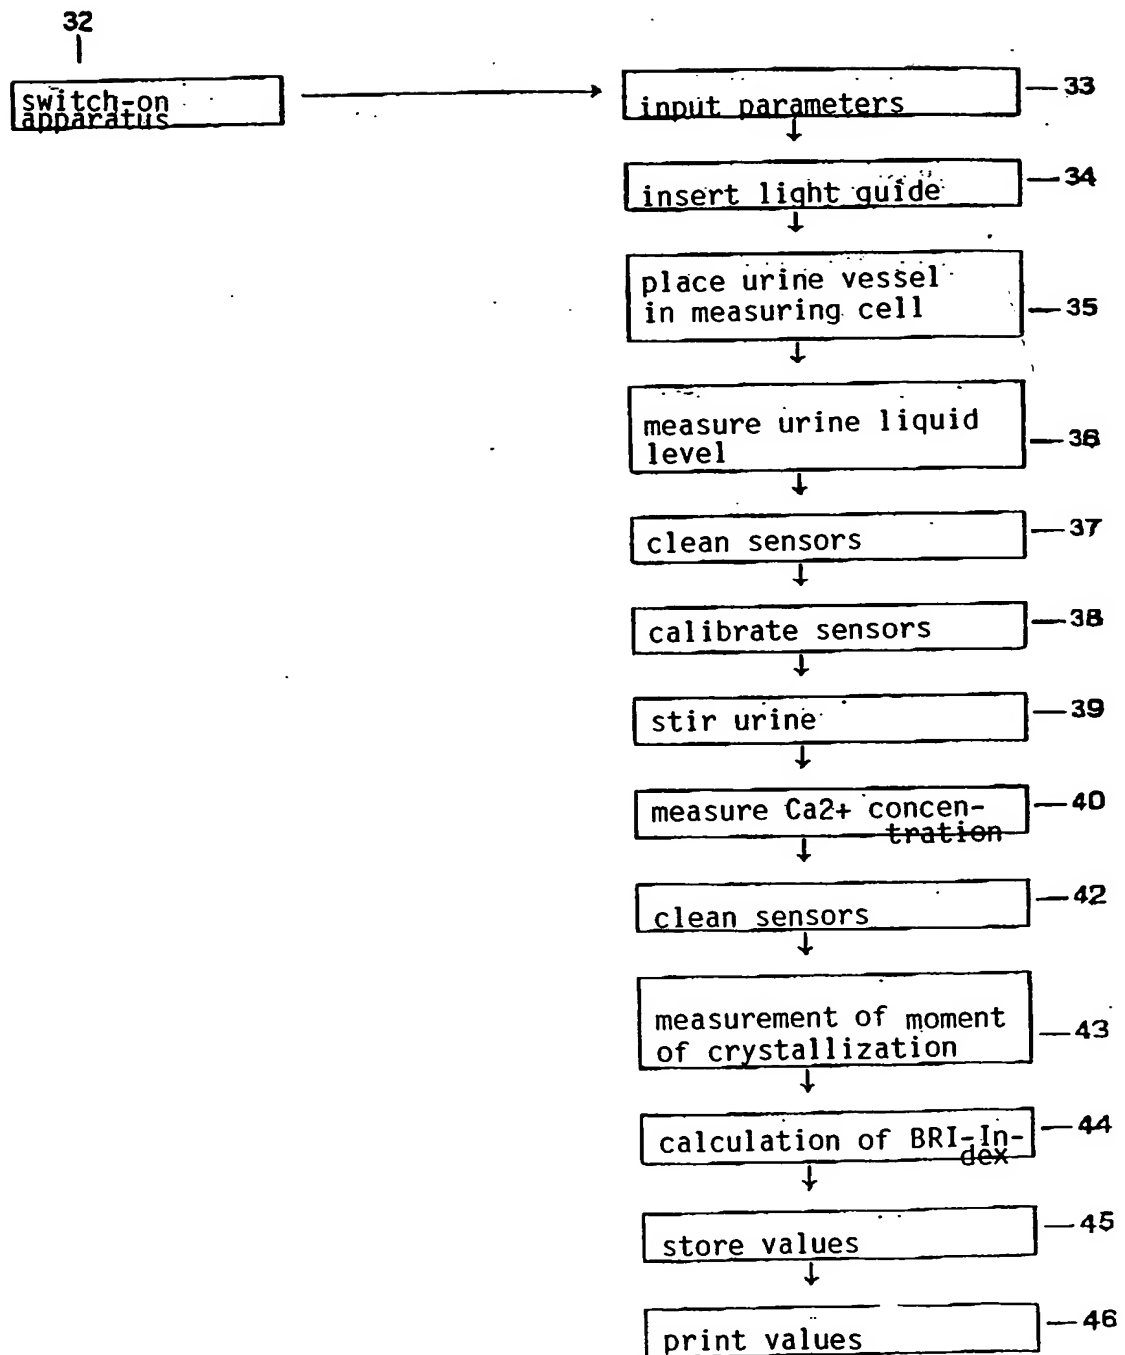 32
switch-on
apparatus
input parameters
33
insert light guide
34
place urine vessel
in measuring cell
35
measure urine liquid
level
36
clean sensors
37
calibrate sensors
38
stir urine
39
measure Ca2+ concen-
tration
40
clean sensors
42
measurement of moment
of crystallization
43
calculation of BRI-In-
dex
44
store values
45
print values
46